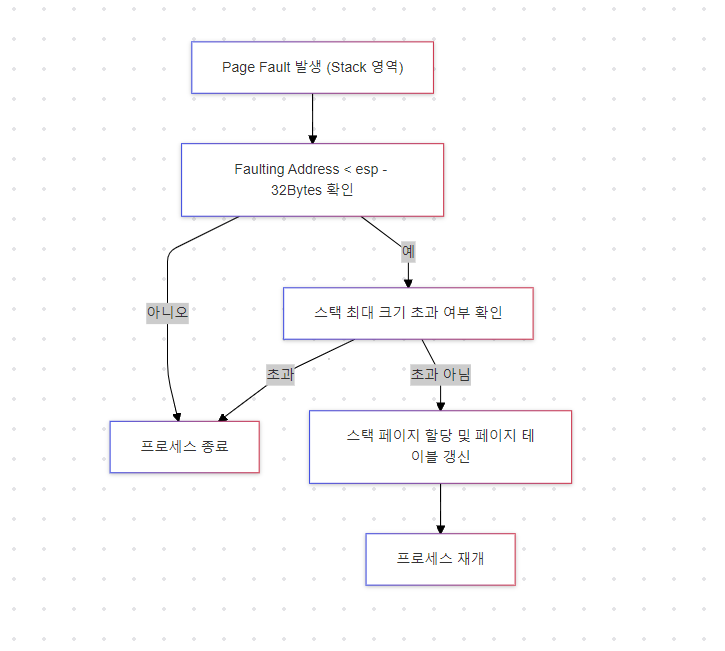 Page Fault 발생 (Stack 영역)
Faulting Address < esp -
32Bytes 확인
예
아니오
스택 최대 크기 초과 여부 확인
초과
초과 아님
프로세스 종료
스택 페이지 할당 및 페이지 테
이블 갱신
프로세스 재개